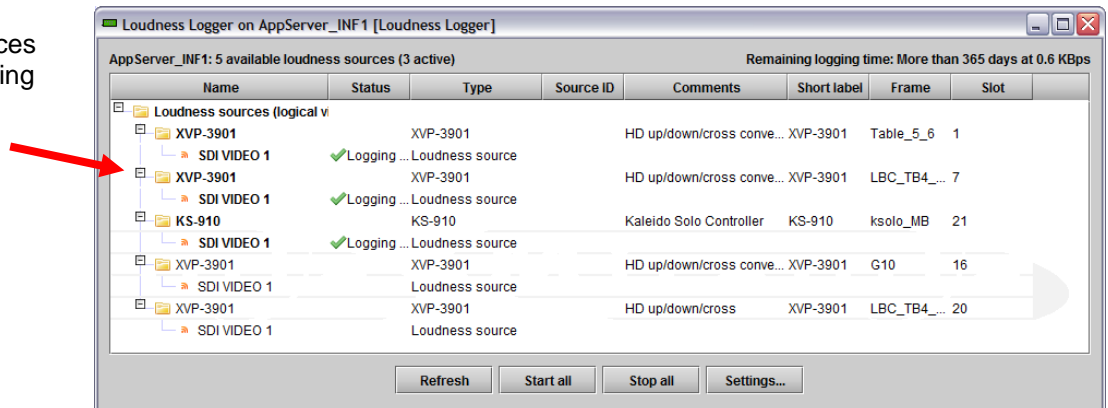 ces
ing
Loudness Logger on AppServer_INF1 [Loudness Logger]
AppServer_INF1: 5 available loudness sources (3 active) Remaining logging time: More than 365 days at 0.6 KBps
Name Status Type Source ID Comments Short label Frame Slot
Loudness sources (logical vi
XVP-3901 XVP-3901 HD up/down/cross conve... XVP-3901 Table_5_6 1
SDI VIDEO 1 Logging ... Loudness source
XVP-3901 XVP-3901 HD up/down/cross conve... XVP-3901 LBC_TB4_... 7
SDI VIDEO 1 Logging ... Loudness source
KS-910 KS-910 Kaleido Solo Controller KS-910 ksolo_MB 21
SDI VIDEO 1 Logging ... Loudness source
XVP-3901 XVP-3901 HD up/down/cross conve... XVP-3901 G10 16
SDI VIDEO 1 Loudness source
XVP-3901 XVP-3901 HD up/down/cross XVP-3901 LBC_TB4_... 20
SDI VIDEO 1 Loudness source
Refresh Start all Stop all Settings...